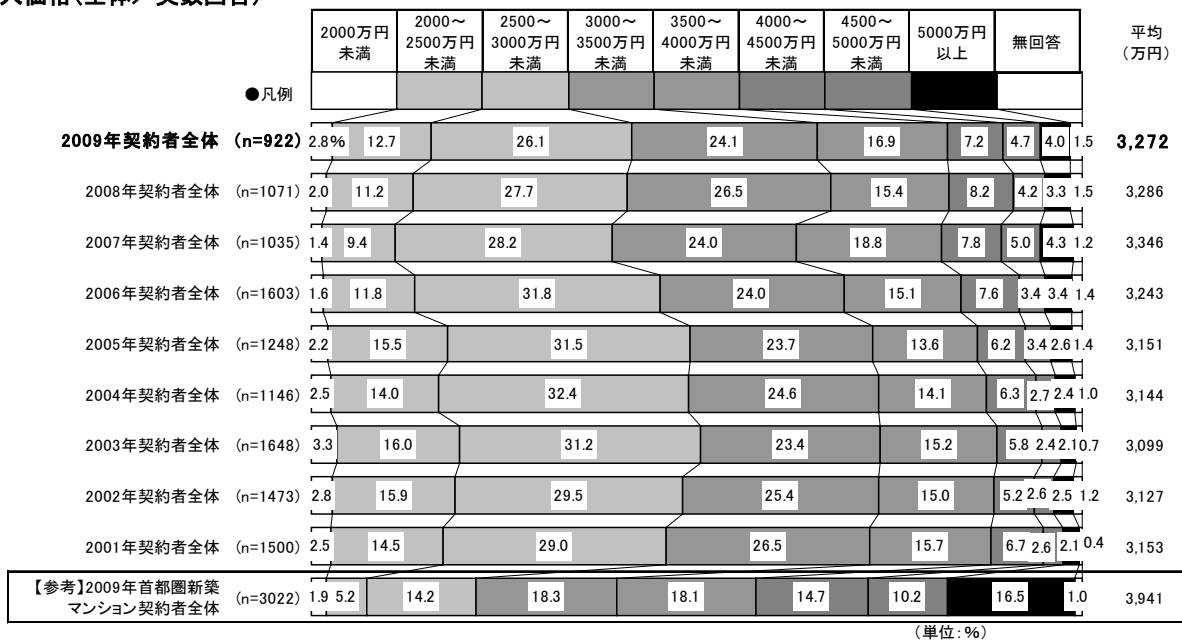 入価格(全体/実数回答)
2000万円未満 2000～2500万円未満 2500～3000万円未満 3000～3500万円未満 3500～4000万円未満 4000～4500万円未満 4500～5000万円未満 5000万円以上 無回答 平均(万円)
●凡例
2009年契約者全体 (n=922) 2.8% 12.7 26.1 24.1 16.9 7.2 4.7 4.0 1.5 3,272
2008年契約者全体 (n=1071) 2.0 11.2 27.7 26.5 15.4 8.2 4.2 3.3 1.5 3,286
2007年契約者全体 (n=1035) 1.4 9.4 28.2 24.0 18.8 7.8 5.0 4.3 1.2 3,346
2006年契約者全体 (n=1603) 1.6 11.8 31.8 24.0 15.1 7.6 3.4 3.4 1.4 3,243
2005年契約者全体 (n=1248) 2.2 15.5 31.5 23.7 13.6 6.2 3.4 2.6 1.4 3,151
2004年契約者全体 (n=1146) 2.5 14.0 32.4 24.6 14.1 6.3 2.7 2.4 1.0 3,144
2003年契約者全体 (n=1648) 3.3 16.0 31.2 23.4 15.2 5.8 2.4 2.1 0.7 3,099
2002年契約者全体 (n=1473) 2.8 15.9 29.5 25.4 15.0 5.2 2.6 2.5 1.2 3,127
2001年契約者全体 (n=1500) 2.5 14.5 29.0 26.5 15.7 6.7 2.6 2.1 0.4 3,153
【参考】2009年首都圏新築
マンション契約者全体 (n=3022) 1.9 5.2 14.2 18.3 18.1 14.7 10.2 16.5 1.0 3,941
(単位:%)